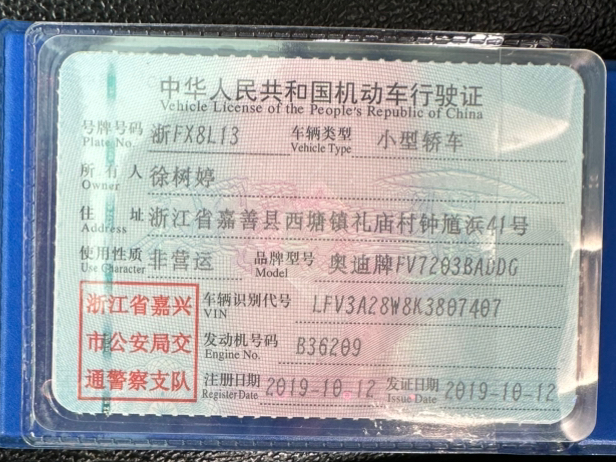 中华人民共和国机动车行驶证
Vehicle License of the People's Republic of China
号牌号码 浙FX8L13 车辆类型 小型轿车
Plate No. Vehicle Type
所有人 徐树婷
Owner
住址 浙江省嘉善县西塘镇礼庙村钟馗浜41号
Address
使用性质 非营运 品牌型号 奥迪牌FV7203BADDG
Use Character Model
浙江省嘉兴
市公安局交
通警察支队
车辆识别代号 LFV3A28W8K3807407
VIN
发动机号码 B36209
Engine No.
注册日期 2019-10-12 发证日期 2019-10-12
Register Date Issue Date